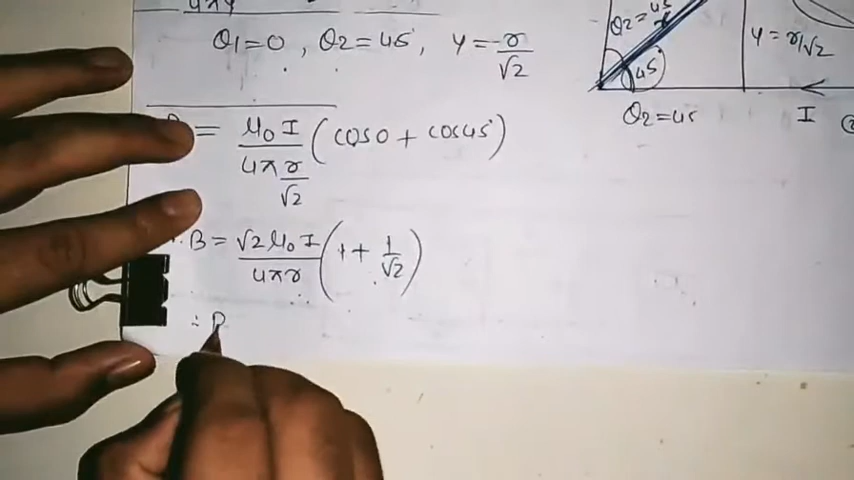 4πy
θ1=0, θ2=45°, y=r/√2
= μ0 I / 4π r/√2 (cos0 + cos45°)
B = √2 μ0 I / 4πr (1 + 1/√2)
∴ B
θ2=45
45°
θ2=45
y=r/√2
I